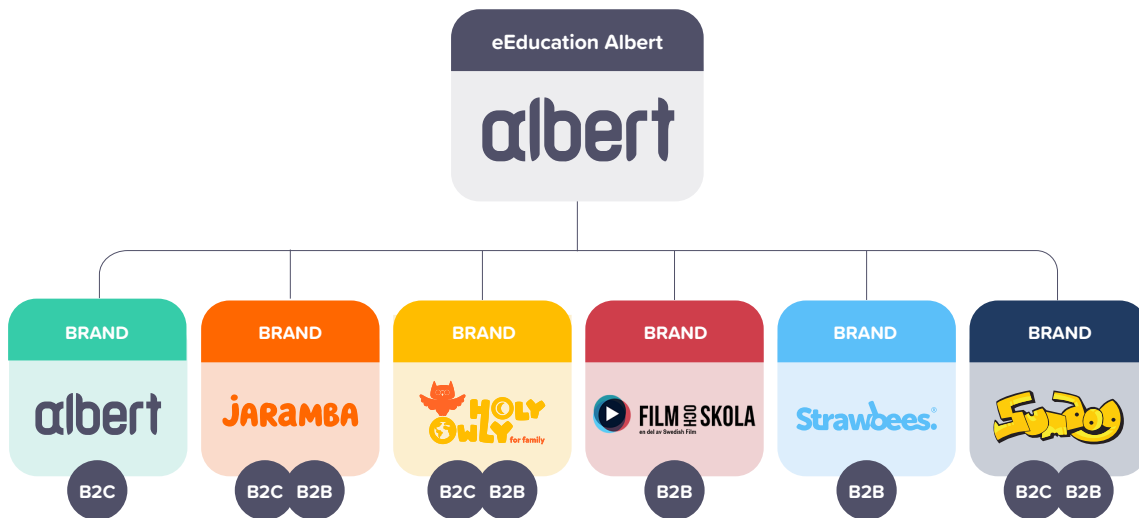 eEducation Albert
albert
BRAND
albert
B2C
BRAND
JARAMBA
B2C B2B
BRAND
HOLY
OWLY
for family
B2C B2B
BRAND
FILM OCH SKOLA
en del av Swedish Film
B2B
BRAND
Strawbees®
B2B
BRAND
Sumdog
B2C B2B